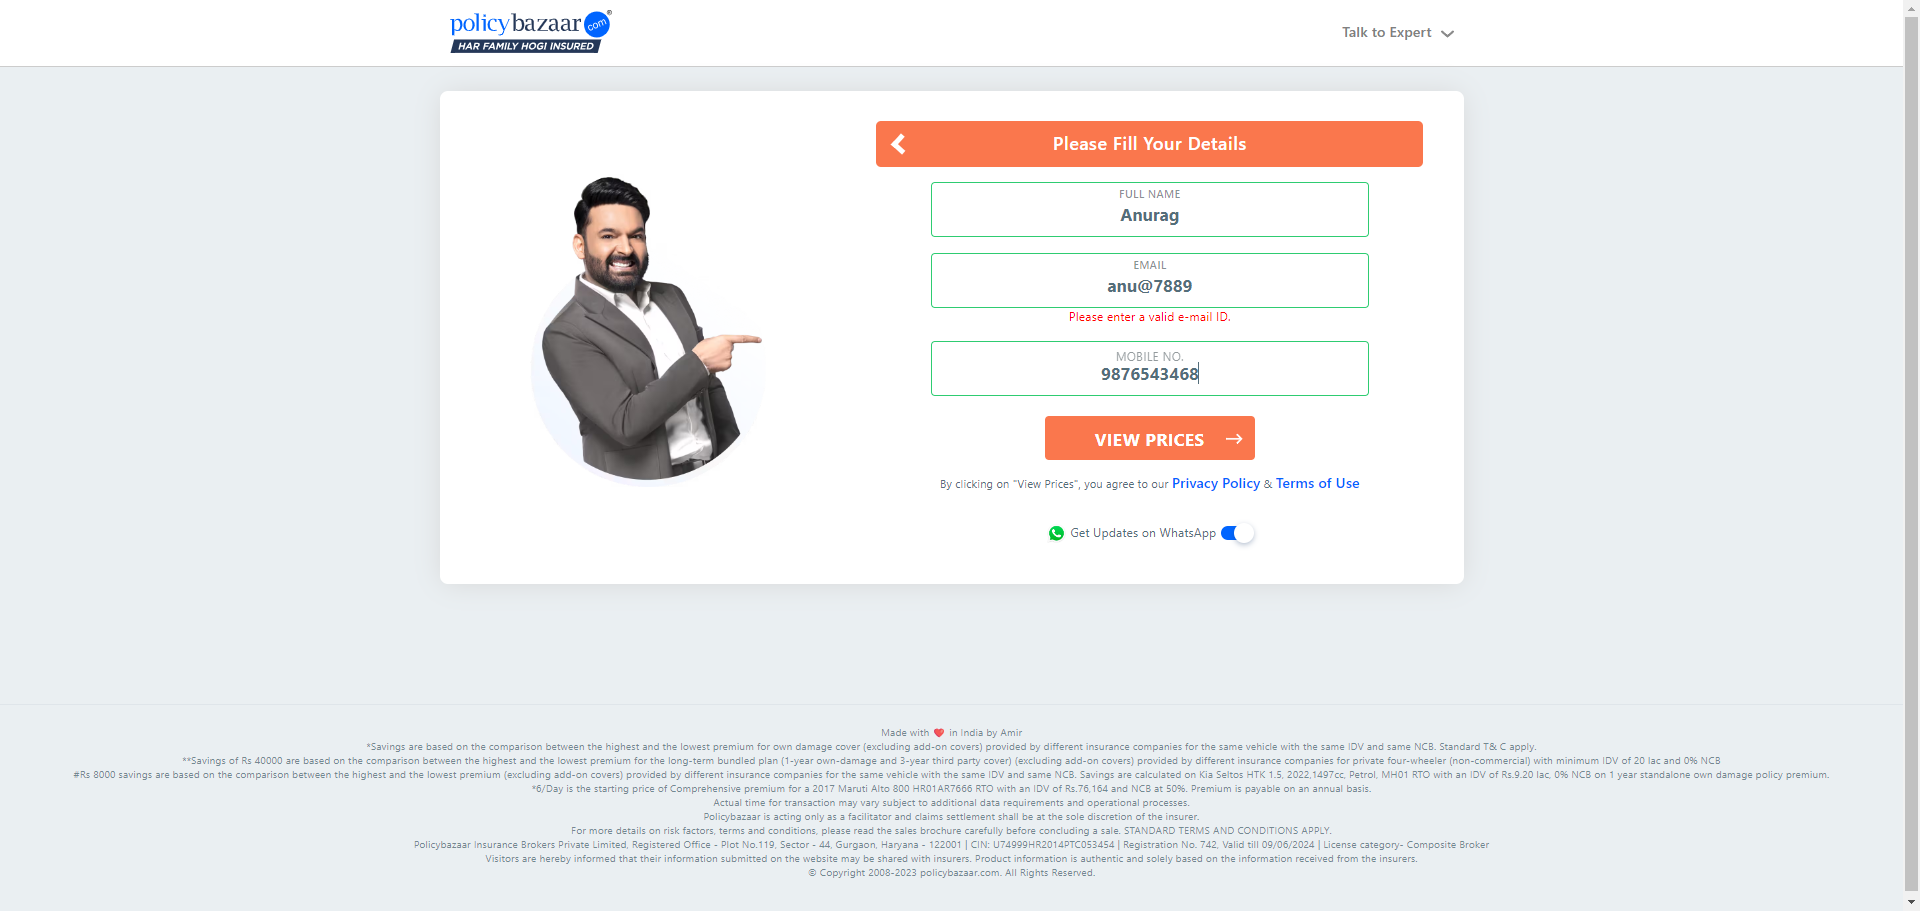 policybazaar.com®
HAR FAMILY HOGI INSURED
Talk to Expert
Please Fill Your Details
FULL NAME
Anurag
EMAIL
anu@7889
Please enter a valid e-mail ID.
MOBILE NO.
9876543468
VIEW PRICES →
By clicking on "View Prices", you agree to our Privacy Policy & Terms of Use
Get Updates on WhatsApp
Made with ❤ in India by Amir
*Savings are based on the comparison between the highest and the lowest premium for own damage cover (excluding add-on covers) provided by different insurance companies for the same vehicle with the same IDV and same NCB. Standard T& C apply.
**Savings of Rs 40000 are based on the comparison between the highest and the lowest premium for the long-term bundled plan (1-year own-damage and 3-year third party cover) (excluding add-on covers) provided by different insurance companies for private four-wheeler (non-commercial) with minimum IDV of 20 lac and 0% NCB
#Rs 8000 savings are based on the comparison between the highest and the lowest premium (excluding add-on covers) provided by different insurance companies for the same vehicle with the same IDV and same NCB. Savings are calculated on Kia Seltos HTK 1.5, 2022,1497cc, Petrol, MH01 RTO with an IDV of Rs.9.20 lac, 0% NCB on 1 year standalone own damage policy premium.
*6/Day is the starting price of Comprehensive premium for a 2017 Maruti Alto 800 HR01AR7666 RTO with an IDV of Rs.76,164 and NCB at 50%. Premium is payable on an annual basis.
Actual time for transaction may vary subject to additional data requirements and operational processes.
Policybazaar is acting only as a facilitator and claims settlement shall be at the sole discretion of the insurer.
For more details on risk factors, terms and conditions, please read the sales brochure carefully before concluding a sale. STANDARD TERMS AND CONDITIONS APPLY.
Policybazaar Insurance Brokers Private Limited, Registered Office - Plot No.119, Sector - 44, Gurgaon, Haryana - 122001 | CIN: U74999HR2014PTC053454 | Registration No. 742, Valid till 09/06/2024 | License category- Composite Broker
Visitors are hereby informed that their information submitted on the website may be shared with insurers. Product information is authentic and solely based on the information received from the insurers.
© Copyright 2008-2023 policybazaar.com. All Rights Reserved.